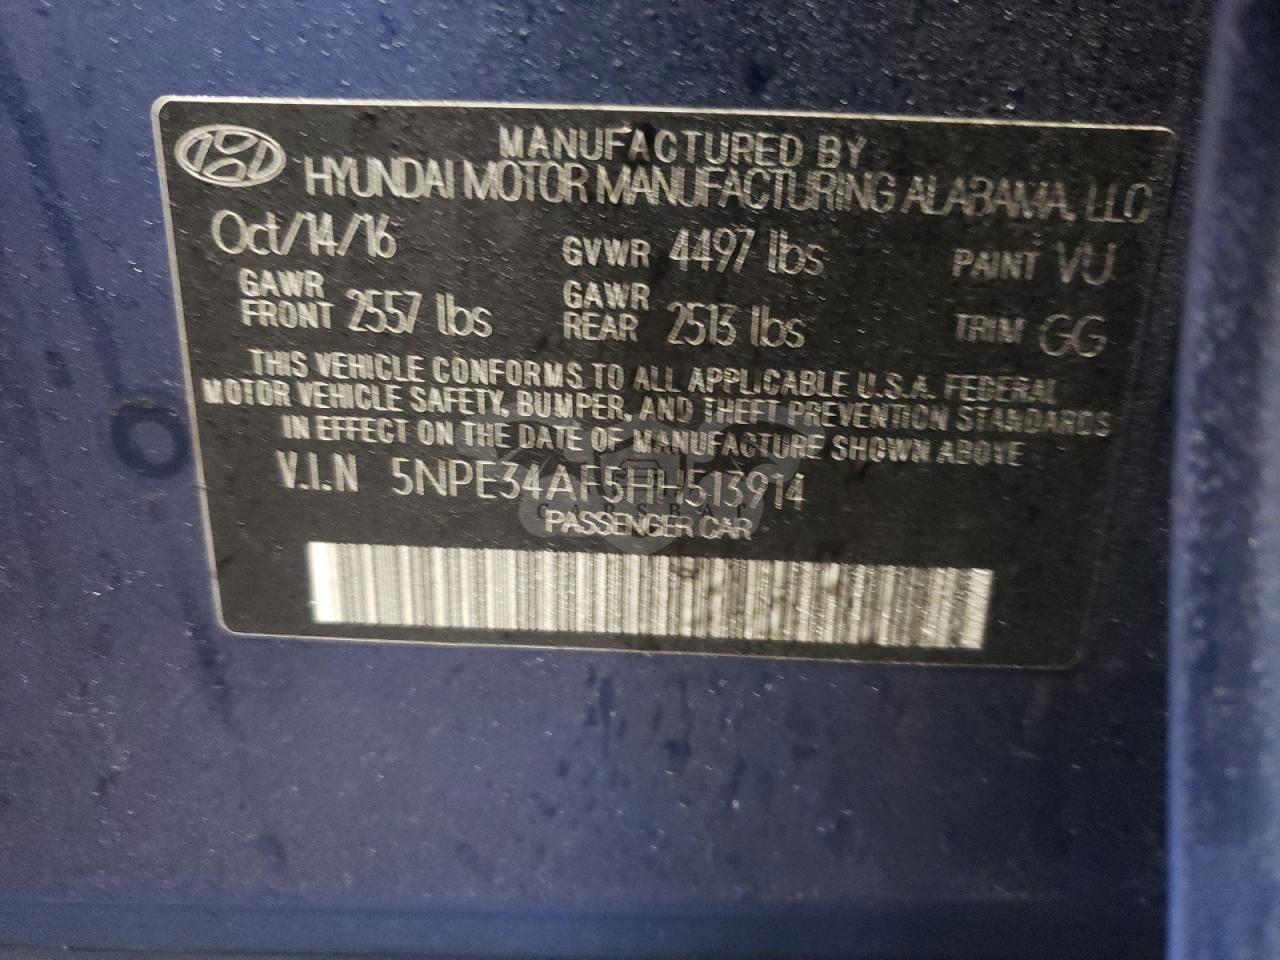 MANUFACTURED BY
HYUNDAI MOTOR MANUFACTURING ALABAMA, LLC
Oct/14/16 GVWR 4497 lbs PAINT VU
GAWR FRONT 2557 lbs GAWR REAR 2513 lbs TRIM GG
THIS VEHICLE CONFORMS TO ALL APPLICABLE U.S.A. FEDERAL
MOTOR VEHICLE SAFETY, BUMPER, AND THEFT PREVENTION STANDARDS
IN EFFECT ON THE DATE OF MANUFACTURE SHOWN ABOVE
V.I.N 5NPE34AF5HH513914
CARSBAT
PASSENGER CAR